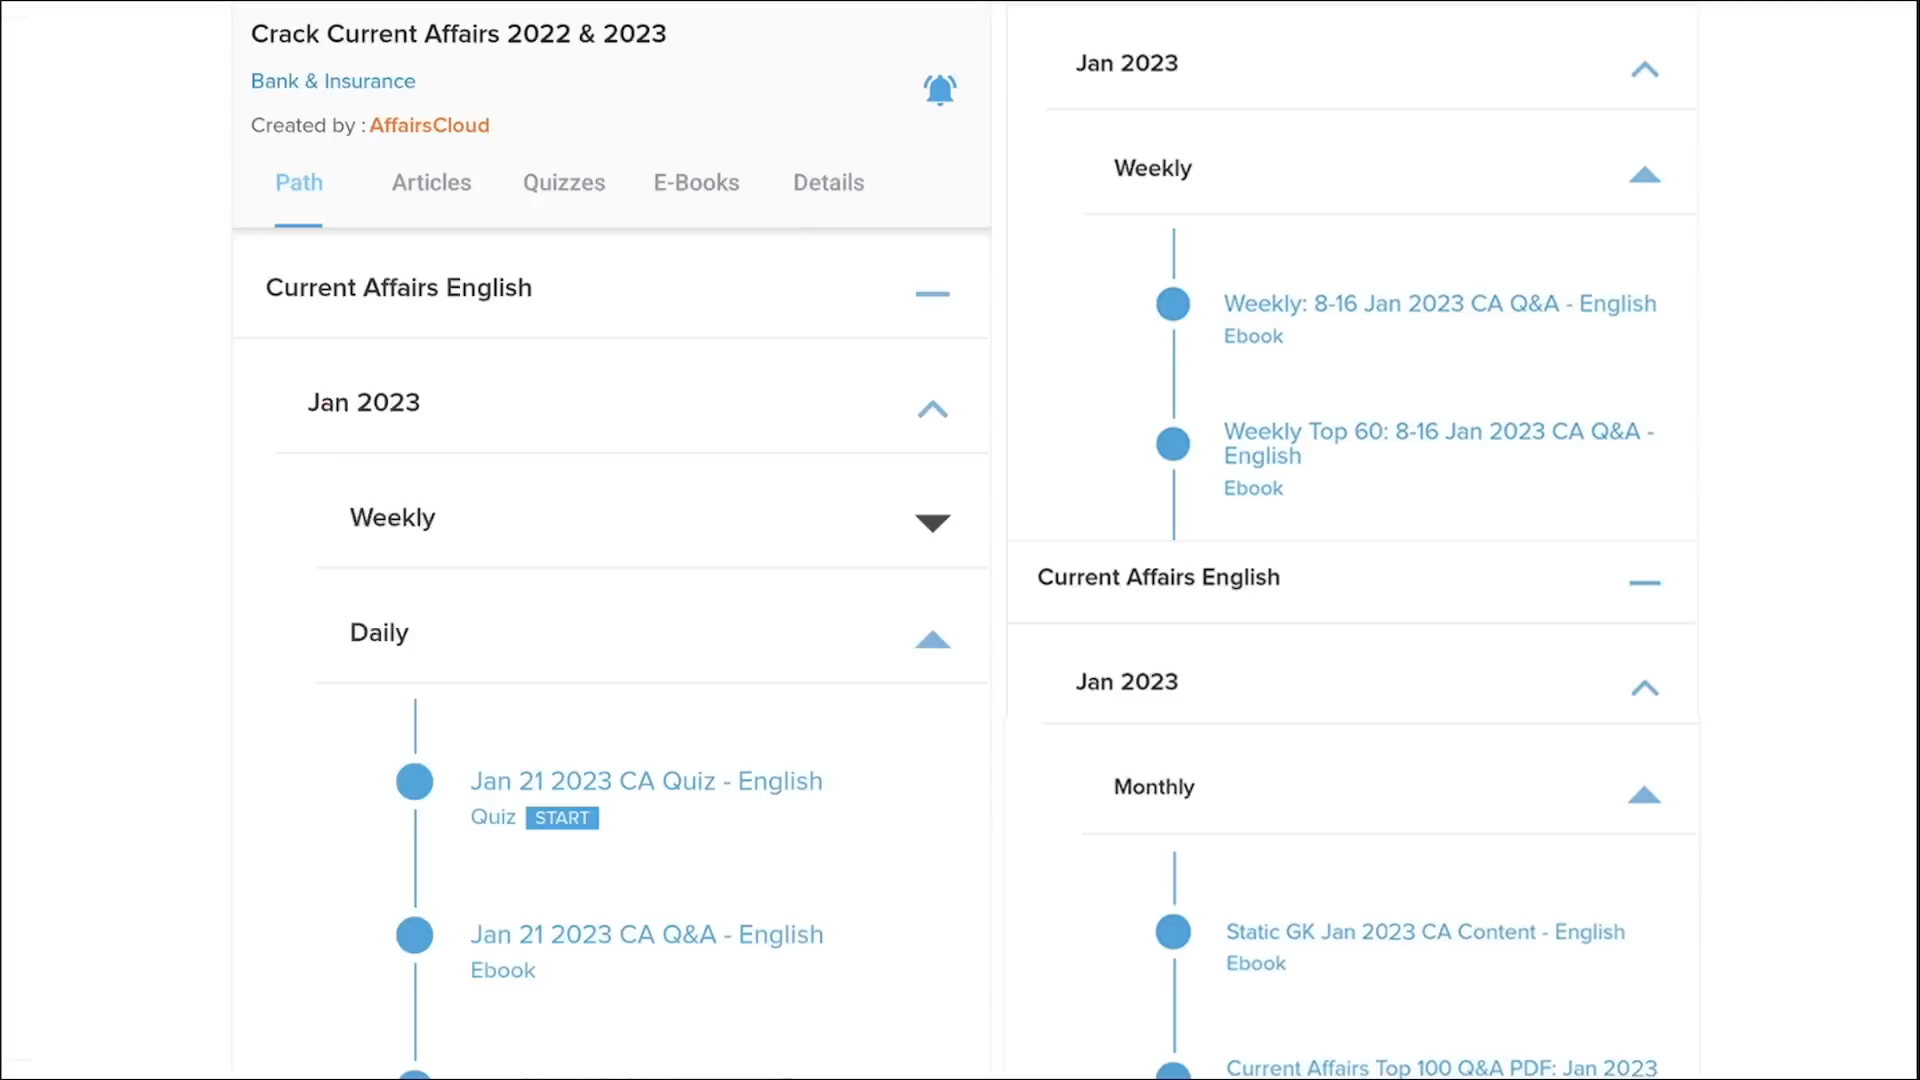 Crack Current Affairs 2022 & 2023
Bank & Insurance
Created by : AffairsCloud
Path Articles Quizzes E-Books Details
Current Affairs English
Jan 2023
Weekly
Daily
Jan 21 2023 CA Quiz - English
Quiz START
Jan 21 2023 CA Q&A - English
Ebook
Jan 2023
Weekly
Weekly: 8-16 Jan 2023 CA Q&A - English
Ebook
Weekly Top 60: 8-16 Jan 2023 CA Q&A -
English
Ebook
Current Affairs English
Jan 2023
Monthly
Static GK Jan 2023 CA Content - English
Ebook
Current Affairs Top 100 Q&A PDF: Jan 2023